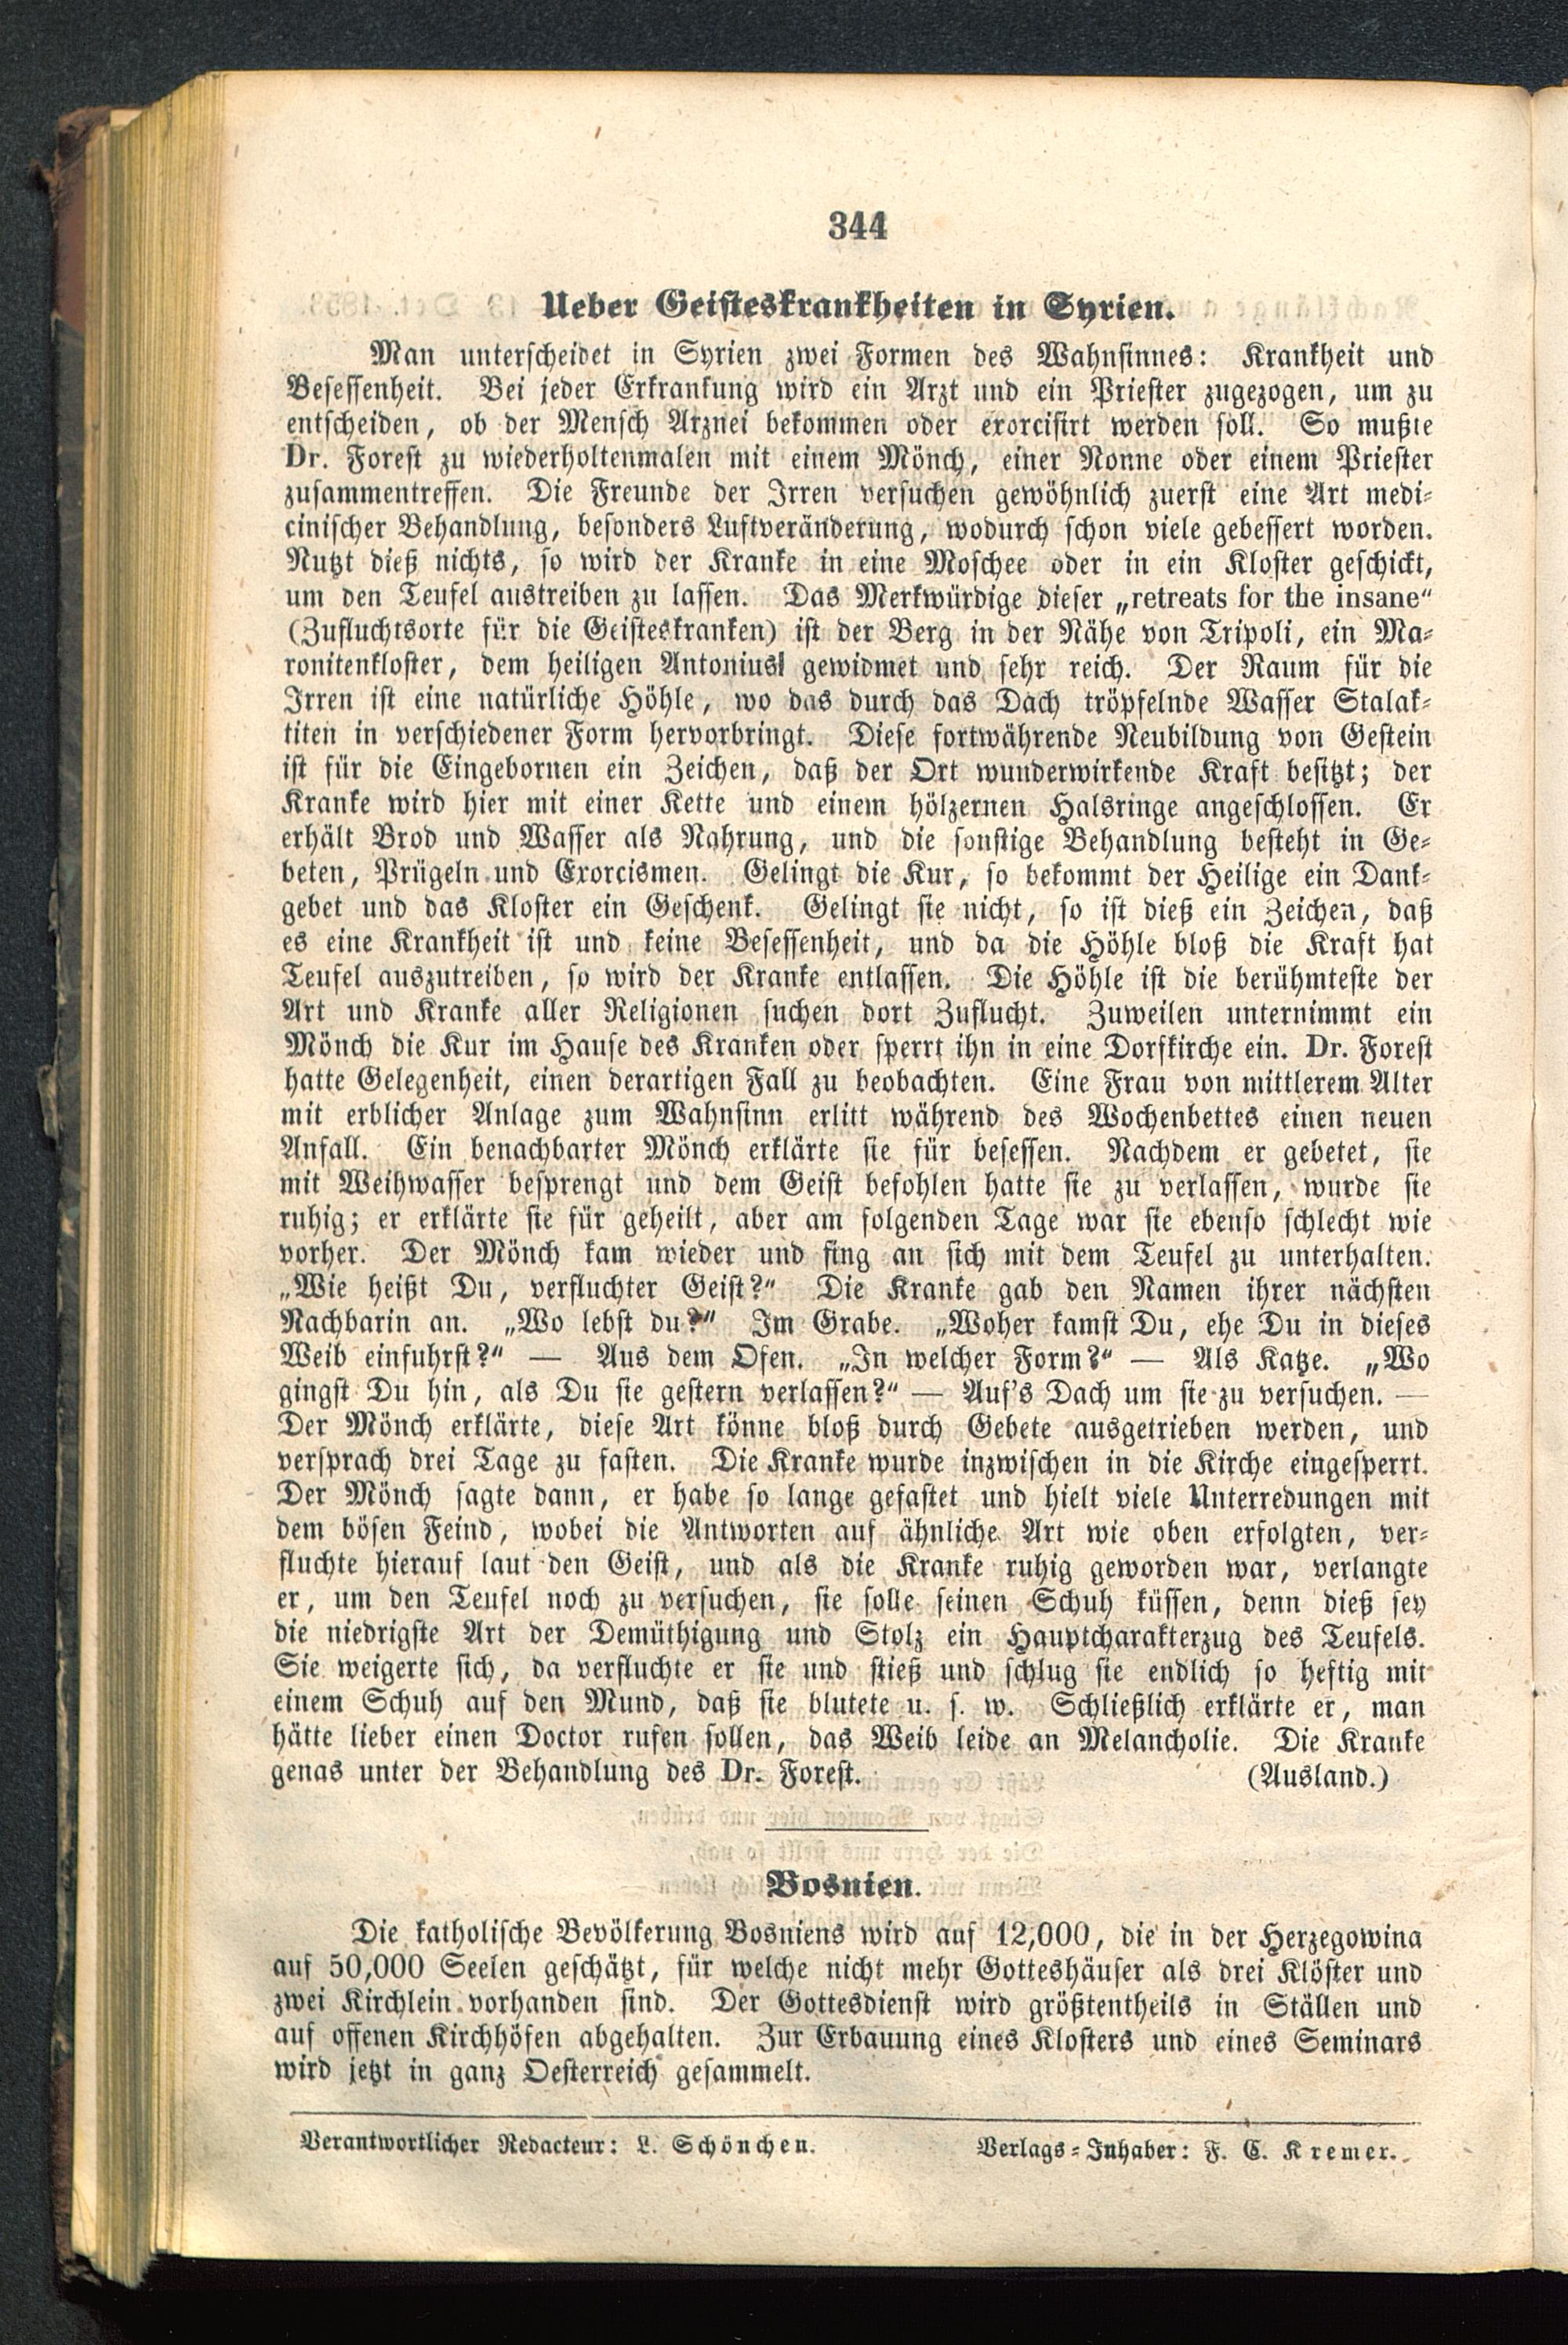 344
Ueber Geisteskrankheiten in Syrien.
Man unterscheidet in Syrien zwei Formen des Wahnsinnes: Krankheit und
Besessenheit. Bei jeder Erkrankung wird ein Arzt und ein Priester zugezogen, um zu
entscheiden, ob der Mensch Arznei bekommen oder exorcisirt werden soll. So mußte
Dr. Forest zu wiederholtenmalen mit einem Mönch, einer Nonne oder einem Priester
zusammentreffen. Die Freunde der Irren versuchen gewöhnlich zuerst eine Art medi-
cinischer Behandlung, besonders Luftveränderung, wodurch schon viele gebessert worden.
Nutzt dieß nichts, so wird der Kranke in eine Moschee oder in ein Kloster geschickt,
um den Teufel austreiben zu lassen. Das Merkwürdige dieser „retreats for the insane“
(Zufluchtsorte für die Geisteskranken) ist der Berg in der Nähe von Tripoli, ein Ma-
ronitenkloster, dem heiligen Antonius gewidmet und sehr reich. Der Raum für die
Irren ist eine natürliche Höhle, wo das durch das Dach tröpfelnde Wasser Stalak-
titen in verschiedener Form hervorbringt. Diese fortwährende Neubildung von Gestein
ist für die Eingebornen ein Zeichen, daß der Ort wunderwirkende Kraft besitzt; der
Kranke wird hier mit einer Kette und einem hölzernen Halsringe angeschlossen. Er
erhält Brod und Wasser als Nahrung, und die sonstige Behandlung besteht in Ge-
beten, Prügeln und Exorcismen. Gelingt die Kur, so bekommt der Heilige ein Dank-
gebet und das Kloster ein Geschenk. Gelingt sie nicht, so ist dieß ein Zeichen, daß
es eine Krankheit ist und keine Besessenheit, und da die Höhle bloß die Kraft hat
Teufel auszutreiben, so wird der Kranke entlassen. Die Höhle ist die berühmteste der
Art und Kranke aller Religionen suchen dort Zuflucht. Zuweilen unternimmt ein
Mönch die Kur im Hause des Kranken oder sperrt ihn in eine Dorfkirche ein. Dr. Forest
hatte Gelegenheit, einen derartigen Fall zu beobachten. Eine Frau von mittlerem Alter
mit erblicher Anlage zum Wahnsinn erlitt während des Wochenbettes einen neuen
Anfall. Ein benachbarter Mönch erklärte sie für besessen. Nachdem er gebetet, sie
mit Weihwasser besprengt und dem Geist befohlen hatte sie zu verlassen, wurde sie
ruhig; er erklärte sie für geheilt, aber am folgenden Tage war sie ebenso schlecht wie
vorher. Der Mönch kam wieder und fing an sich mit dem Teufel zu unterhalten.
„Wie heißt Du, verfluchter Geist?“ Die Kranke gab den Namen ihrer nächsten
Nachbarin an. „Wo lebst du?“ Im Grabe. „Woher kamst Du, ehe Du in dieses
Weib einfuhrst?“ — Aus dem Ofen. „In welcher Form?“ — Als Katze. „Wo
gingst Du hin, als Du sie gestern verlassen?“ — Auf's Dach um sie zu versuchen. —
Der Mönch erklärte, diese Art könne bloß durch Gebete ausgetrieben werden, und
versprach drei Tage zu fasten. Die Kranke wurde inzwischen in die Kirche eingesperrt.
Der Mönch sagte dann, er habe so lange gefastet und hielt viele Unterredungen mit
dem bösen Feind, wobei die Antworten auf ähnliche Art wie oben erfolgten, ver-
fluchte hierauf laut den Geist, und als die Kranke ruhig geworden war, verlangte
er, um den Teufel noch zu versuchen, sie solle seinen Schuh küssen, denn dieß sey
die niedrigste Art der Demüthigung und Stolz ein Hauptcharakterzug des Teufels.
Sie weigerte sich, da verfluchte er sie und stieß und schlug sie endlich so heftig mit
einem Schuh auf den Mund, daß sie blutete u. s. w. Schließlich erklärte er, man
hätte lieber einen Doctor rufen sollen, das Weib leide an Melancholie. Die Kranke
genas unter der Behandlung des Dr. Forest. (Ausland.)
Bosnien.
Die katholische Bevölkerung Bosniens wird auf 12,000, die in der Herzegowina
auf 50,000 Seelen geschätzt, für welche nicht mehr Gotteshäuser als drei Klöster und
zwei Kirchlein vorhanden sind. Der Gottesdienst wird größtentheils in Ställen und
auf offenen Kirchhöfen abgehalten. Zur Erbauung eines Klosters und eines Seminars
wird jetzt in ganz Oesterreich gesammelt.
Verantwortlicher Redacteur: L. Schönchen. Verlags-Inhaber: F. C. Kremer.